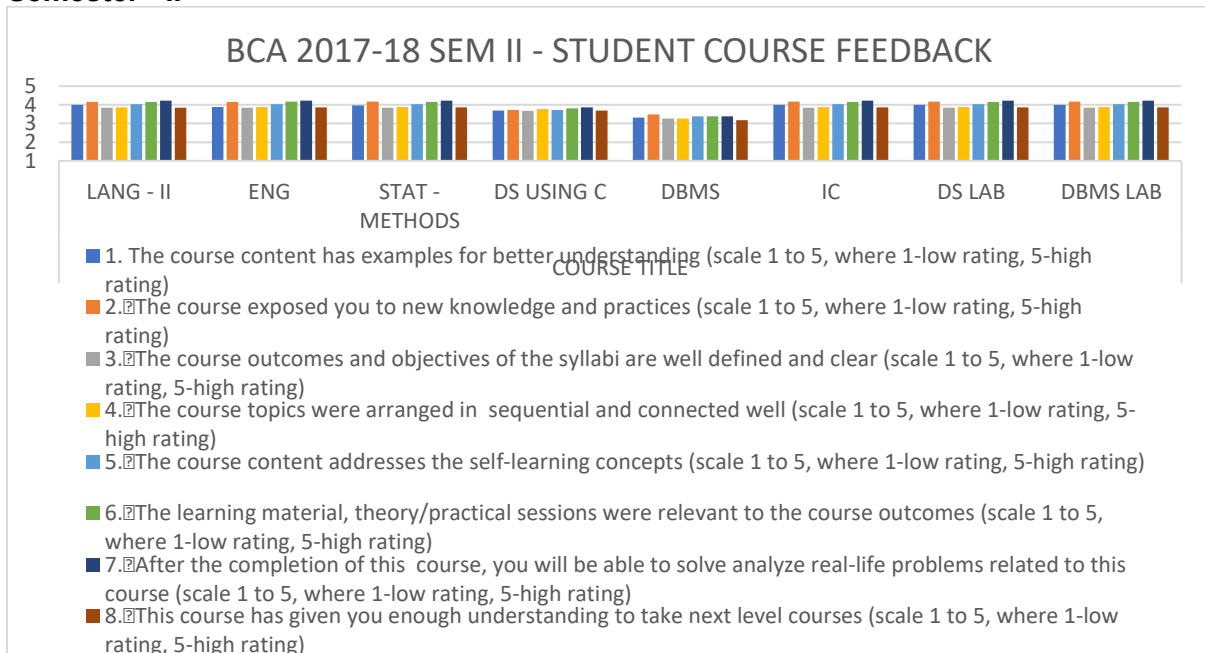 BCA 2017-18 SEM II - STUDENT COURSE FEEDBACK
5
4
3
2
1
LANG - II ENG STAT - METHODS DS USING C DBMS IC DS LAB DBMS LAB
COURSE TITLE
1. The course content has examples for better understanding (scale 1 to 5, where 1-low rating, 5-high
rating)
2. The course exposed you to new knowledge and practices (scale 1 to 5, where 1-low rating, 5-high
rating)
3. The course outcomes and objectives of the syllabi are well defined and clear (scale 1 to 5, where 1-low
rating, 5-high rating)
4. The course topics were arranged in sequential and connected well (scale 1 to 5, where 1-low rating, 5-
high rating)
5. The course content addresses the self-learning concepts (scale 1 to 5, where 1-low rating, 5-high rating)
6. The learning material, theory/practical sessions were relevant to the course outcomes (scale 1 to 5,
where 1-low rating, 5-high rating)
7. After the completion of this course, you will be able to solve analyze real-life problems related to this
course (scale 1 to 5, where 1-low rating, 5-high rating)
8. This course has given you enough understanding to take next level courses (scale 1 to 5, where 1-low
rating, 5-high rating)